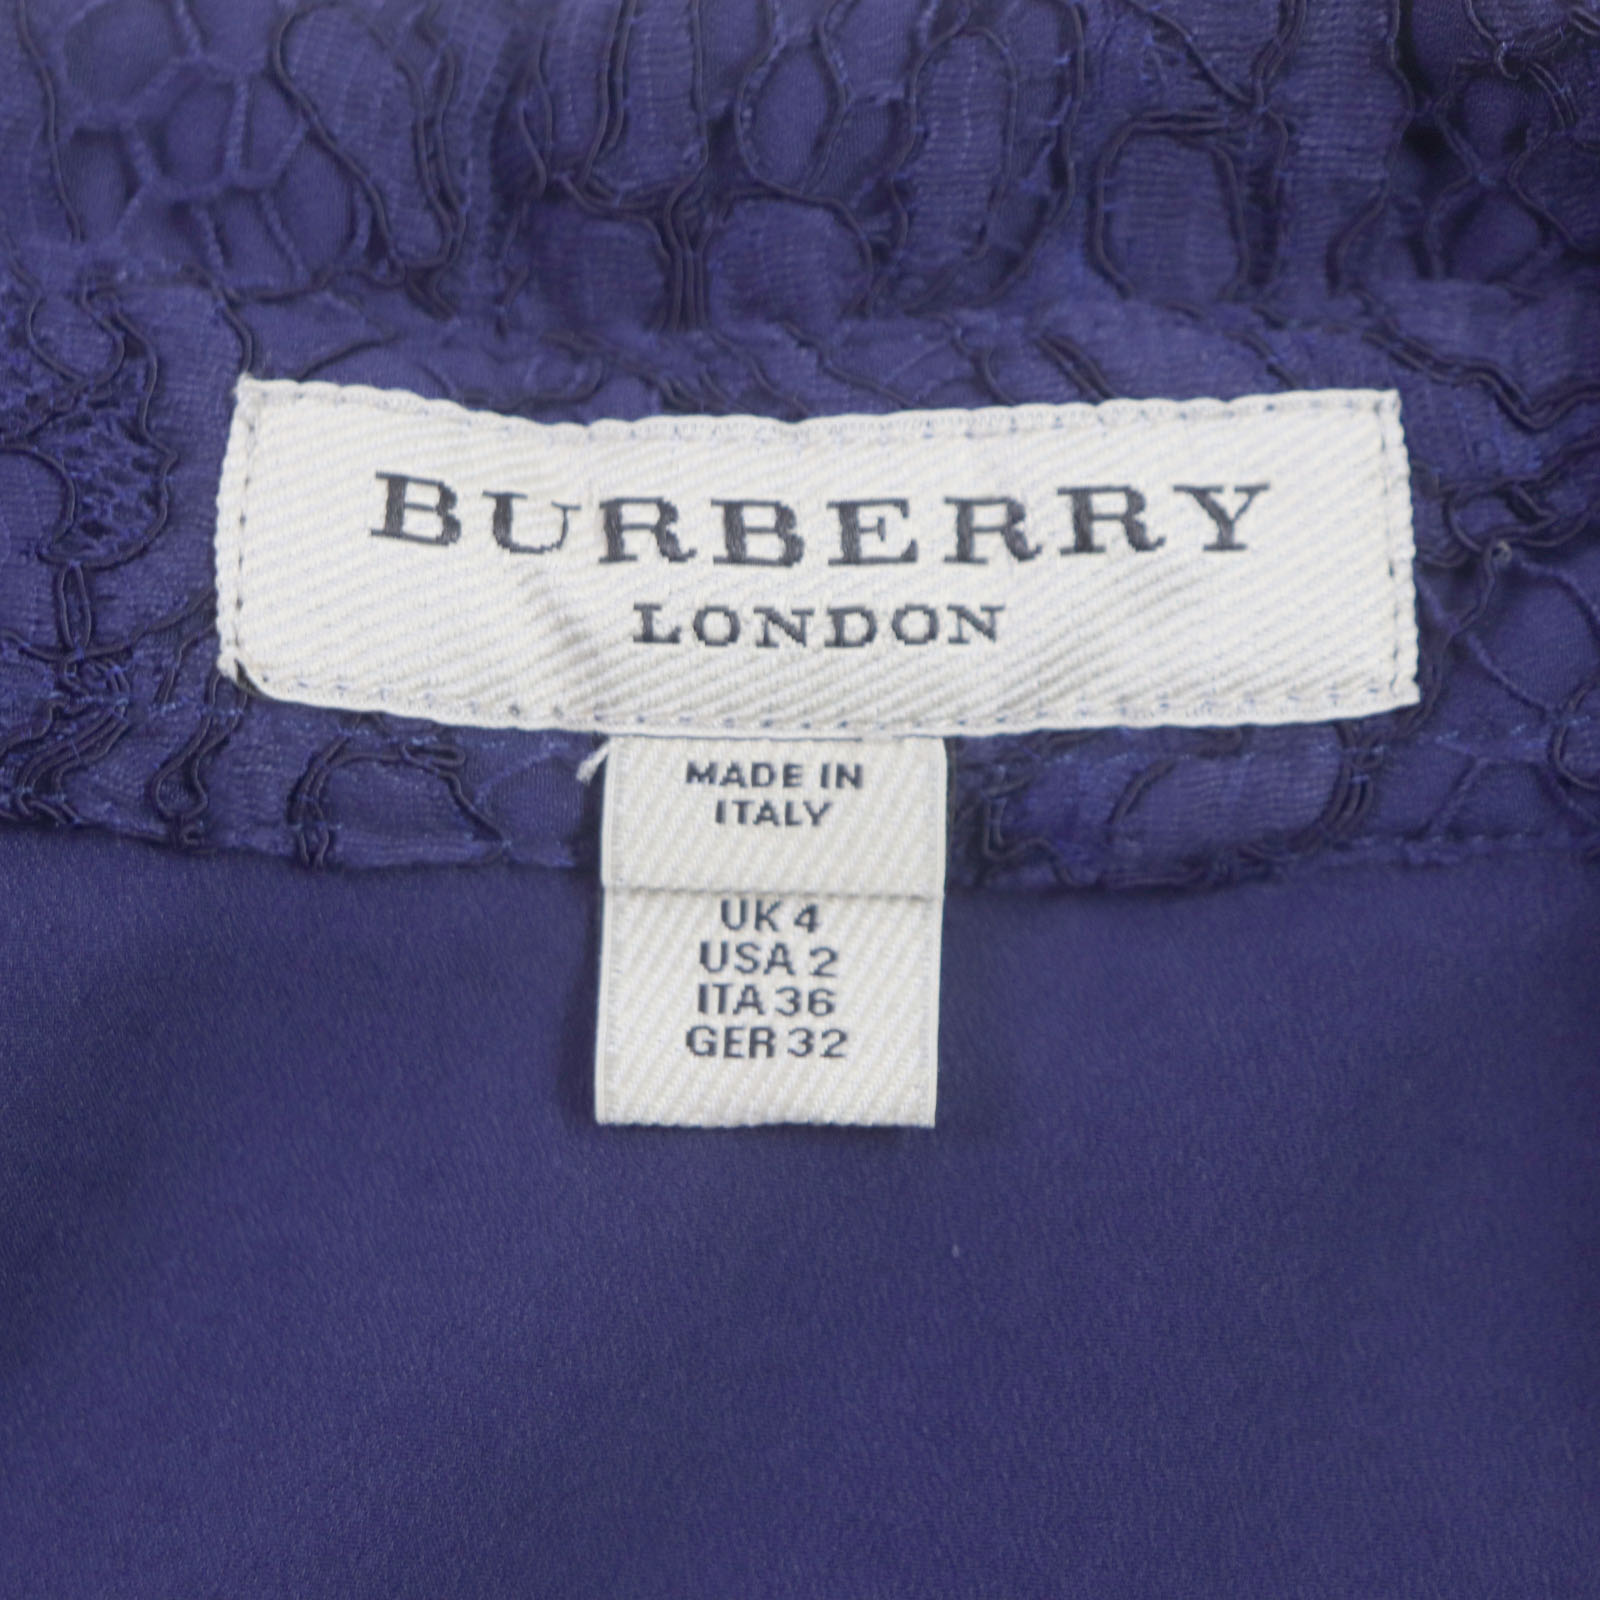 BURBERRY
LONDON
MADE IN
ITALY
UK 4
USA 2
ITA 36
GER 32